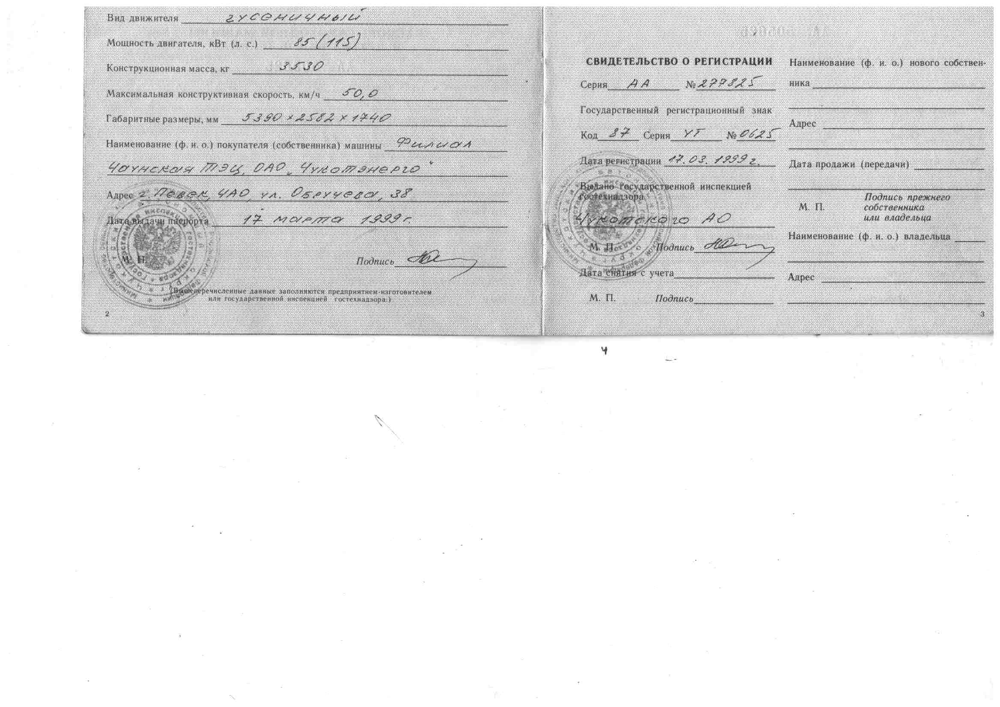 Вид движителя гусеничный
Мощность двигателя, кВт (л. с.) 85 (115)
Конструкционная масса, кг 3530
Максимальная конструктивная скорость, км/ч 50,0
Габаритные размеры, мм 5390 x 2582 x 1740
Наименование (ф. и. о.) покупателя (собственника) машины Филиал
Чаунская ТЭЦ, ОАО „Чукотэнерго"
Адрес г. Певек, ЧАО, ул. Обручева, 38
Дата выдачи паспорта 17 марта 1999 г.
М. П.
Подпись
(Вышеперечисленные данные заполняются предприятием-изготовителем
или государственной инспекцией гостехнадзора.)
2
СВИДЕТЕЛЬСТВО О РЕГИСТРАЦИИ
Серия АА № 277825
Государственный регистрационный знак
Код 87 Серия УТ № 0625
Дата регистрации 17.03.1999 г.
Выдано государственной инспекцией
гостехнадзора
Чукотского АО
М. П. Подпись
Дата снятия с учета
М. П. Подпись
Наименование (ф. и. о.) нового собствен-
ника
Адрес
Дата продажи (передачи)
Подпись прежнего
М. П. собственника
или владельца
Наименование (ф. и. о.) владельца
Адрес
3